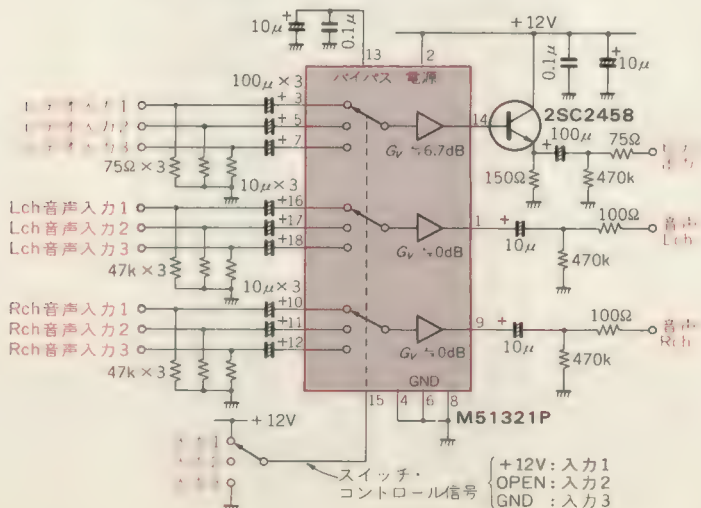 +12V
10μ
0.1μ
13
2
バイパス 電源
0.1μ
10μ
100μ×3
+3
+5
+7
75Ω×3
14
2SC2458
100μ
75Ω
150Ω
470k
Gv≒6.7dB
10μ×3
Lch音声入力1
Lch音声入力2
Lch音声入力3
+16
+17
+18
47k×3
1
100Ω
音声
Lch
10μ
470k
Gv≒0dB
10μ×3
Rch音声入力1
Rch音声入力2
Rch音声入力3
+10
+11
+12
47k×3
9
100Ω
音声
Rch
10μ
470k
Gv≒0dB
GND
15
4
6
8
M51321P
+12V
スイッチ・
コントロール信号
+12V:入力1
OPEN:入力2
GND :入力3